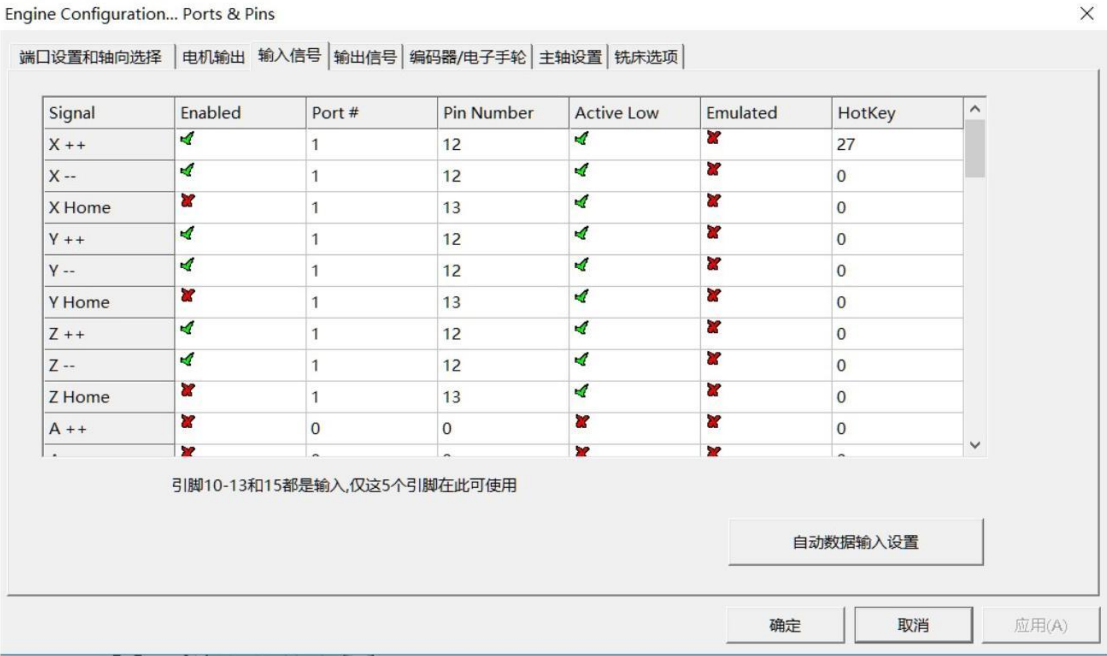 Engine Configuration... Ports & Pins
端口设置和轴向选择 电机输出 输入信号 输出信号 编码器/电子手轮 主轴设置 铣床选项
Signal Enabled Port # Pin Number Active Low Emulated HotKey
X ++ 1 12 27
X -- 1 12 0
X Home 1 13 0
Y ++ 1 12 0
Y -- 1 12 0
Y Home 1 13 0
Z ++ 1 12 0
Z -- 1 12 0
Z Home 1 13 0
A ++ 0 0 0
引脚10-13和15都是输入,仅这5个引脚在此可使用
自动数据输入设置
确定 取消 应用(A)